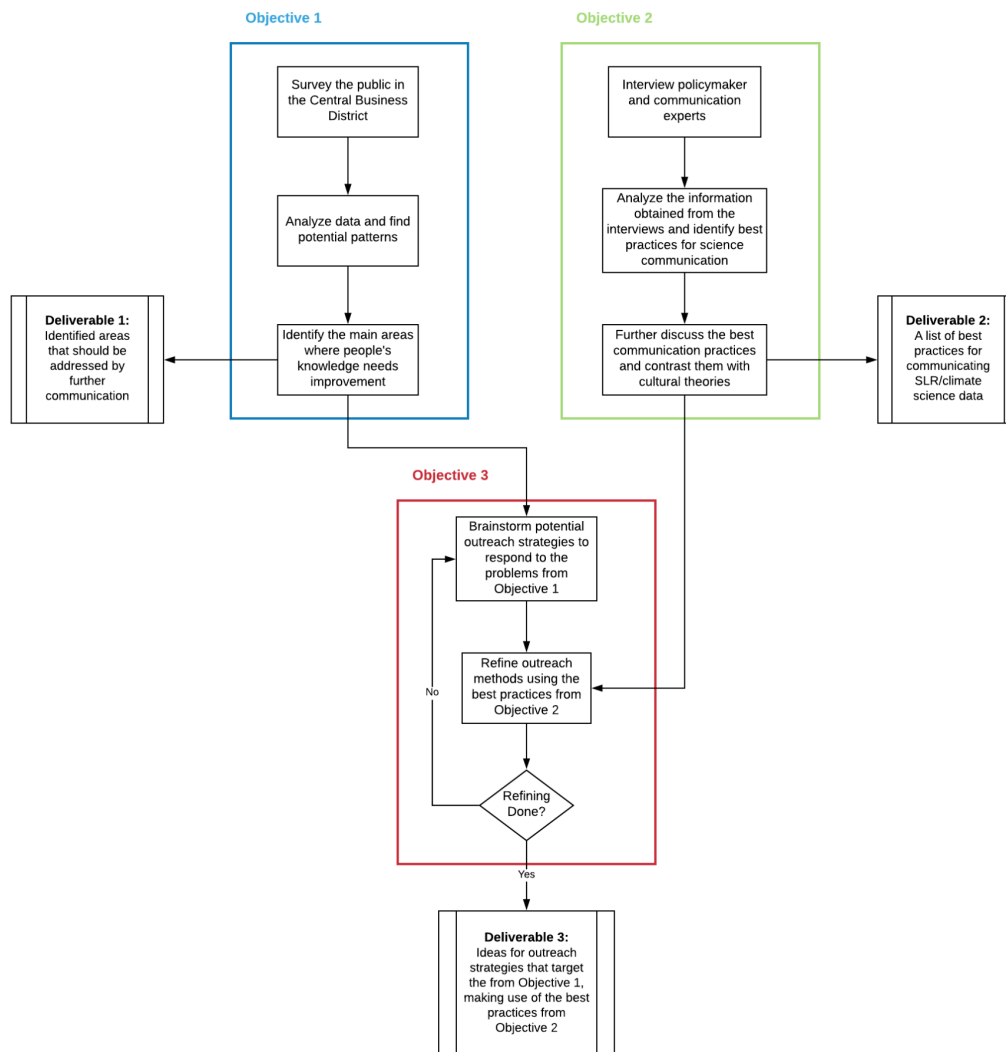 Objective 1
Survey the public in
the Central Business
District
Analyze data and find
potential patterns
Identify the main areas
where people's
knowledge needs
improvement
Deliverable 1:
Identified areas
that should be
addressed by
further
communication
Objective 2
Interview policymaker
and communication
experts
Analyze the information
obtained from the
interviews and identify best
practices for science
communication
Further discuss the best
communication practices
and contrast them with
cultural theories
Deliverable 2:
A list of best
practices for
communicating
SLR/climate
science data
Objective 3
Brainstorm potential
outreach strategies to
respond to the
problems from
Objective 1
Refine outreach
methods using the
best practices from
Objective 2
No
Refining
Done?
Yes
Deliverable 3:
Ideas for outreach
strategies that target
the from Objective 1,
making use of the best
practices from
Objective 2